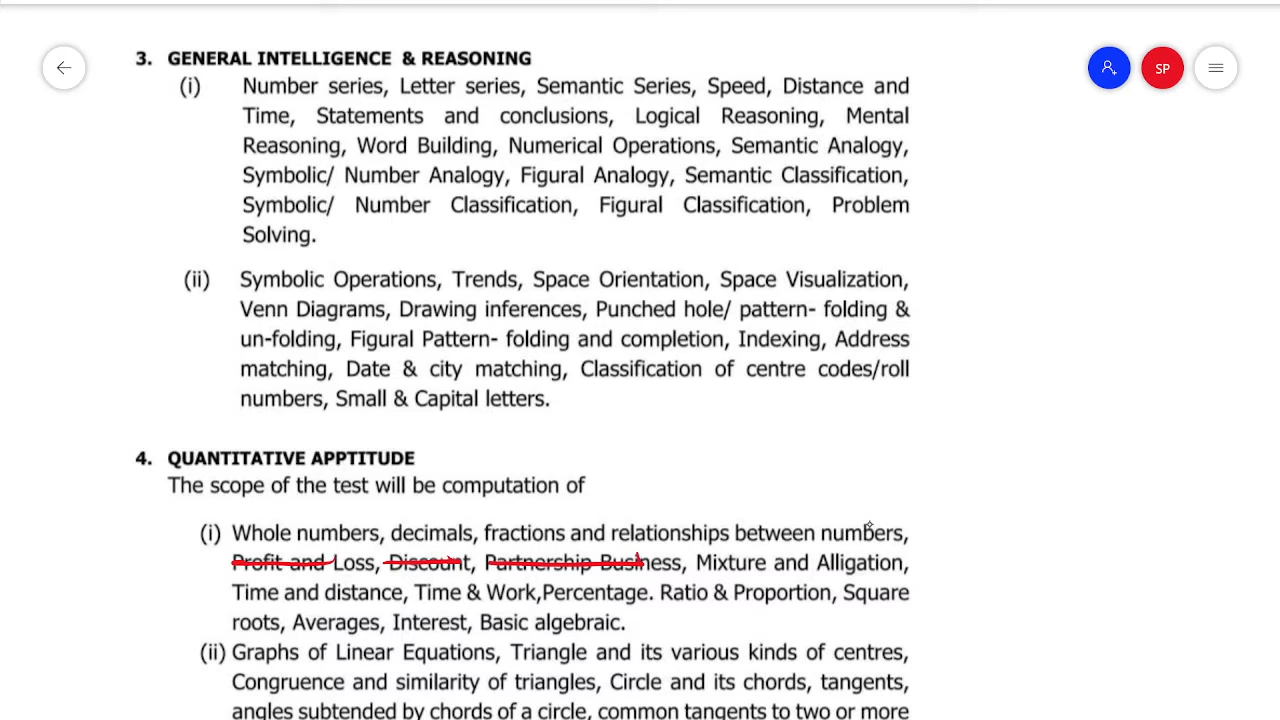 3. GENERAL INTELLIGENCE & REASONING
SP
(i) Number series, Letter series, Semantic Series, Speed, Distance and
Time, Statements and conclusions, Logical Reasoning, Mental
Reasoning, Word Building, Numerical Operations, Semantic Analogy,
Symbolic/ Number Analogy, Figural Analogy, Semantic Classification,
Symbolic/ Number Classification, Figural Classification, Problem
Solving.
(ii) Symbolic Operations, Trends, Space Orientation, Space Visualization,
Venn Diagrams, Drawing inferences, Punched hole/ pattern- folding &
un-folding, Figural Pattern- folding and completion, Indexing, Address
matching, Date & city matching, Classification of centre codes/roll
numbers, Small & Capital letters.
4. QUANTITATIVE APPTITUDE
The scope of the test will be computation of
(i) Whole numbers, decimals, fractions and relationships between numbers,
Profit and Loss, Discount, Partnership Business, Mixture and Alligation,
Time and distance, Time & Work,Percentage. Ratio & Proportion, Square
roots, Averages, Interest, Basic algebraic.
(ii) Graphs of Linear Equations, Triangle and its various kinds of centres,
Congruence and similarity of triangles, Circle and its chords, tangents,
angles subtended by chords of a circle, common tangents to two or more